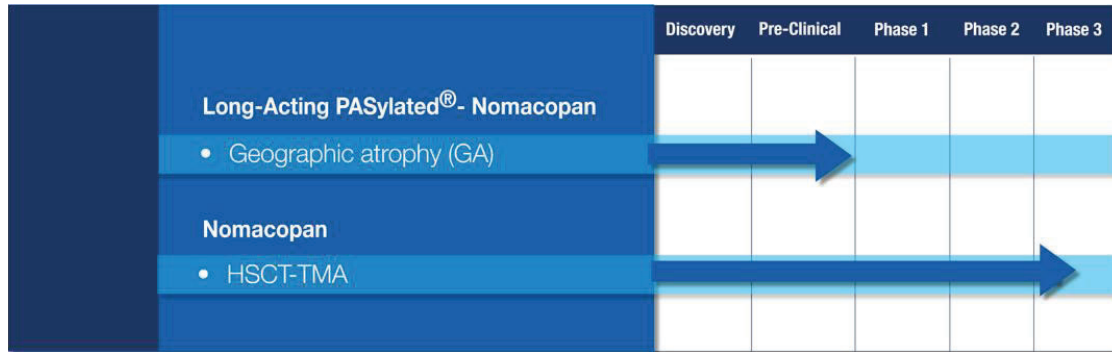 Discovery Pre-Clinical Phase 1 Phase 2 Phase 3
Long-Acting PASylated®- Nomacopan
• Geographic atrophy (GA)
Nomacopan
• HSCT-TMA